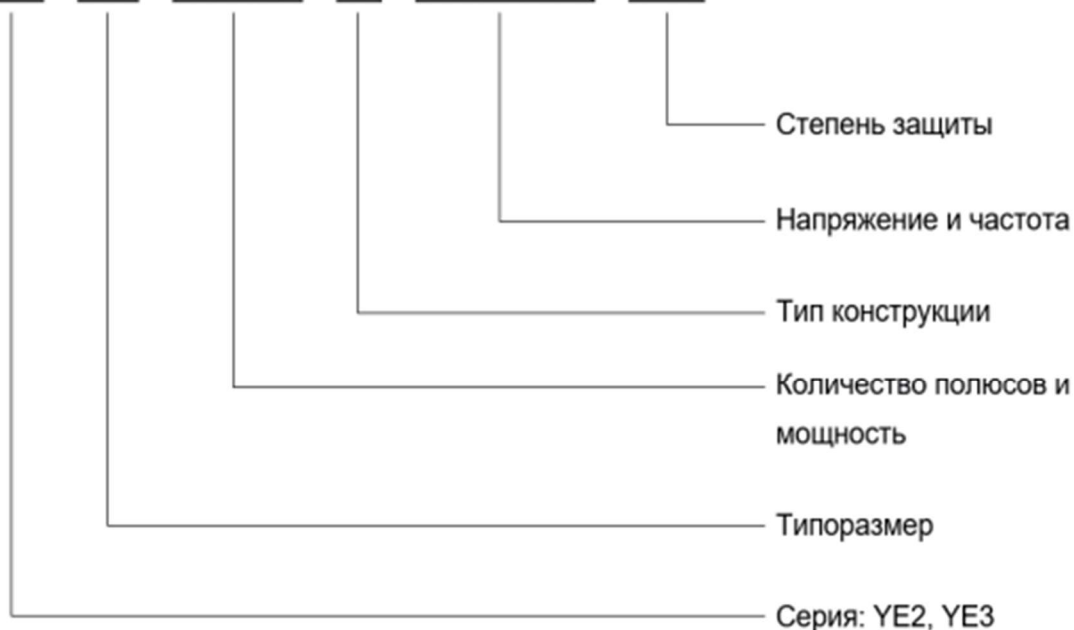 Степень защиты
Напряжение и частота
Тип конструкции
Количество полюсов и
мощность
Типоразмер
Серия: YE2, YE3